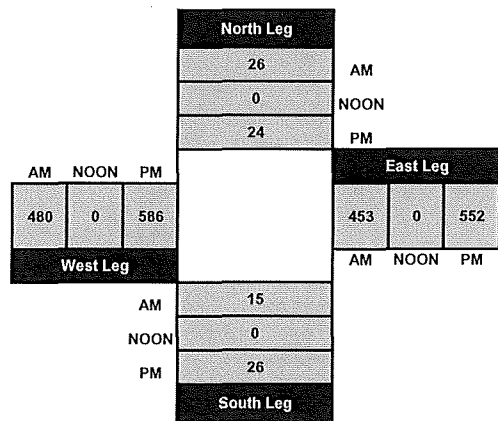 North Leg
26 AM
0 NOON
24 PM
AM NOON PM
East Leg
480 0 586
453 0 552
West Leg
AM NOON PM
AM 15
NOON 0
PM 26
South Leg